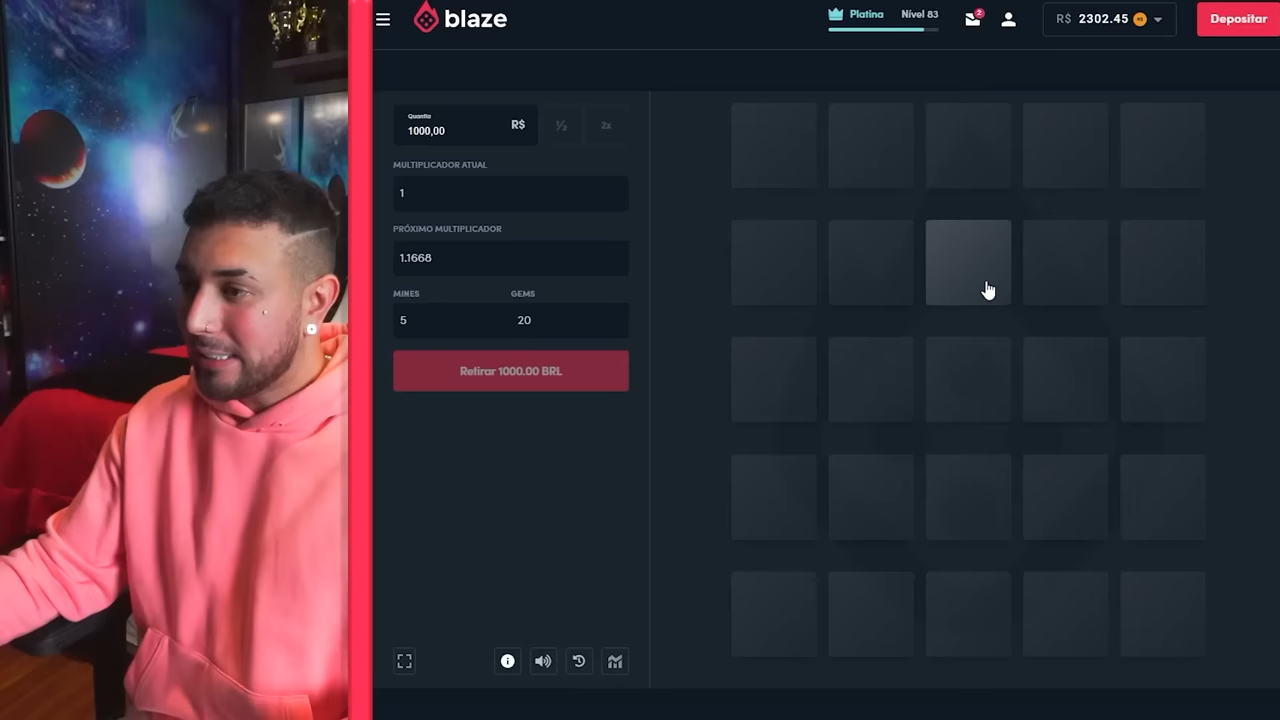 blaze
Platina Nível 83
2
R$ 2302.45 R$
Depositar
Quantia
1000,00 R$ ½ 2x
MULTIPLICADOR ATUAL
1
PRÓXIMO MULTIPLICADOR
1.1668
MINES GEMS
5 20
Retirar 1000.00 BRL